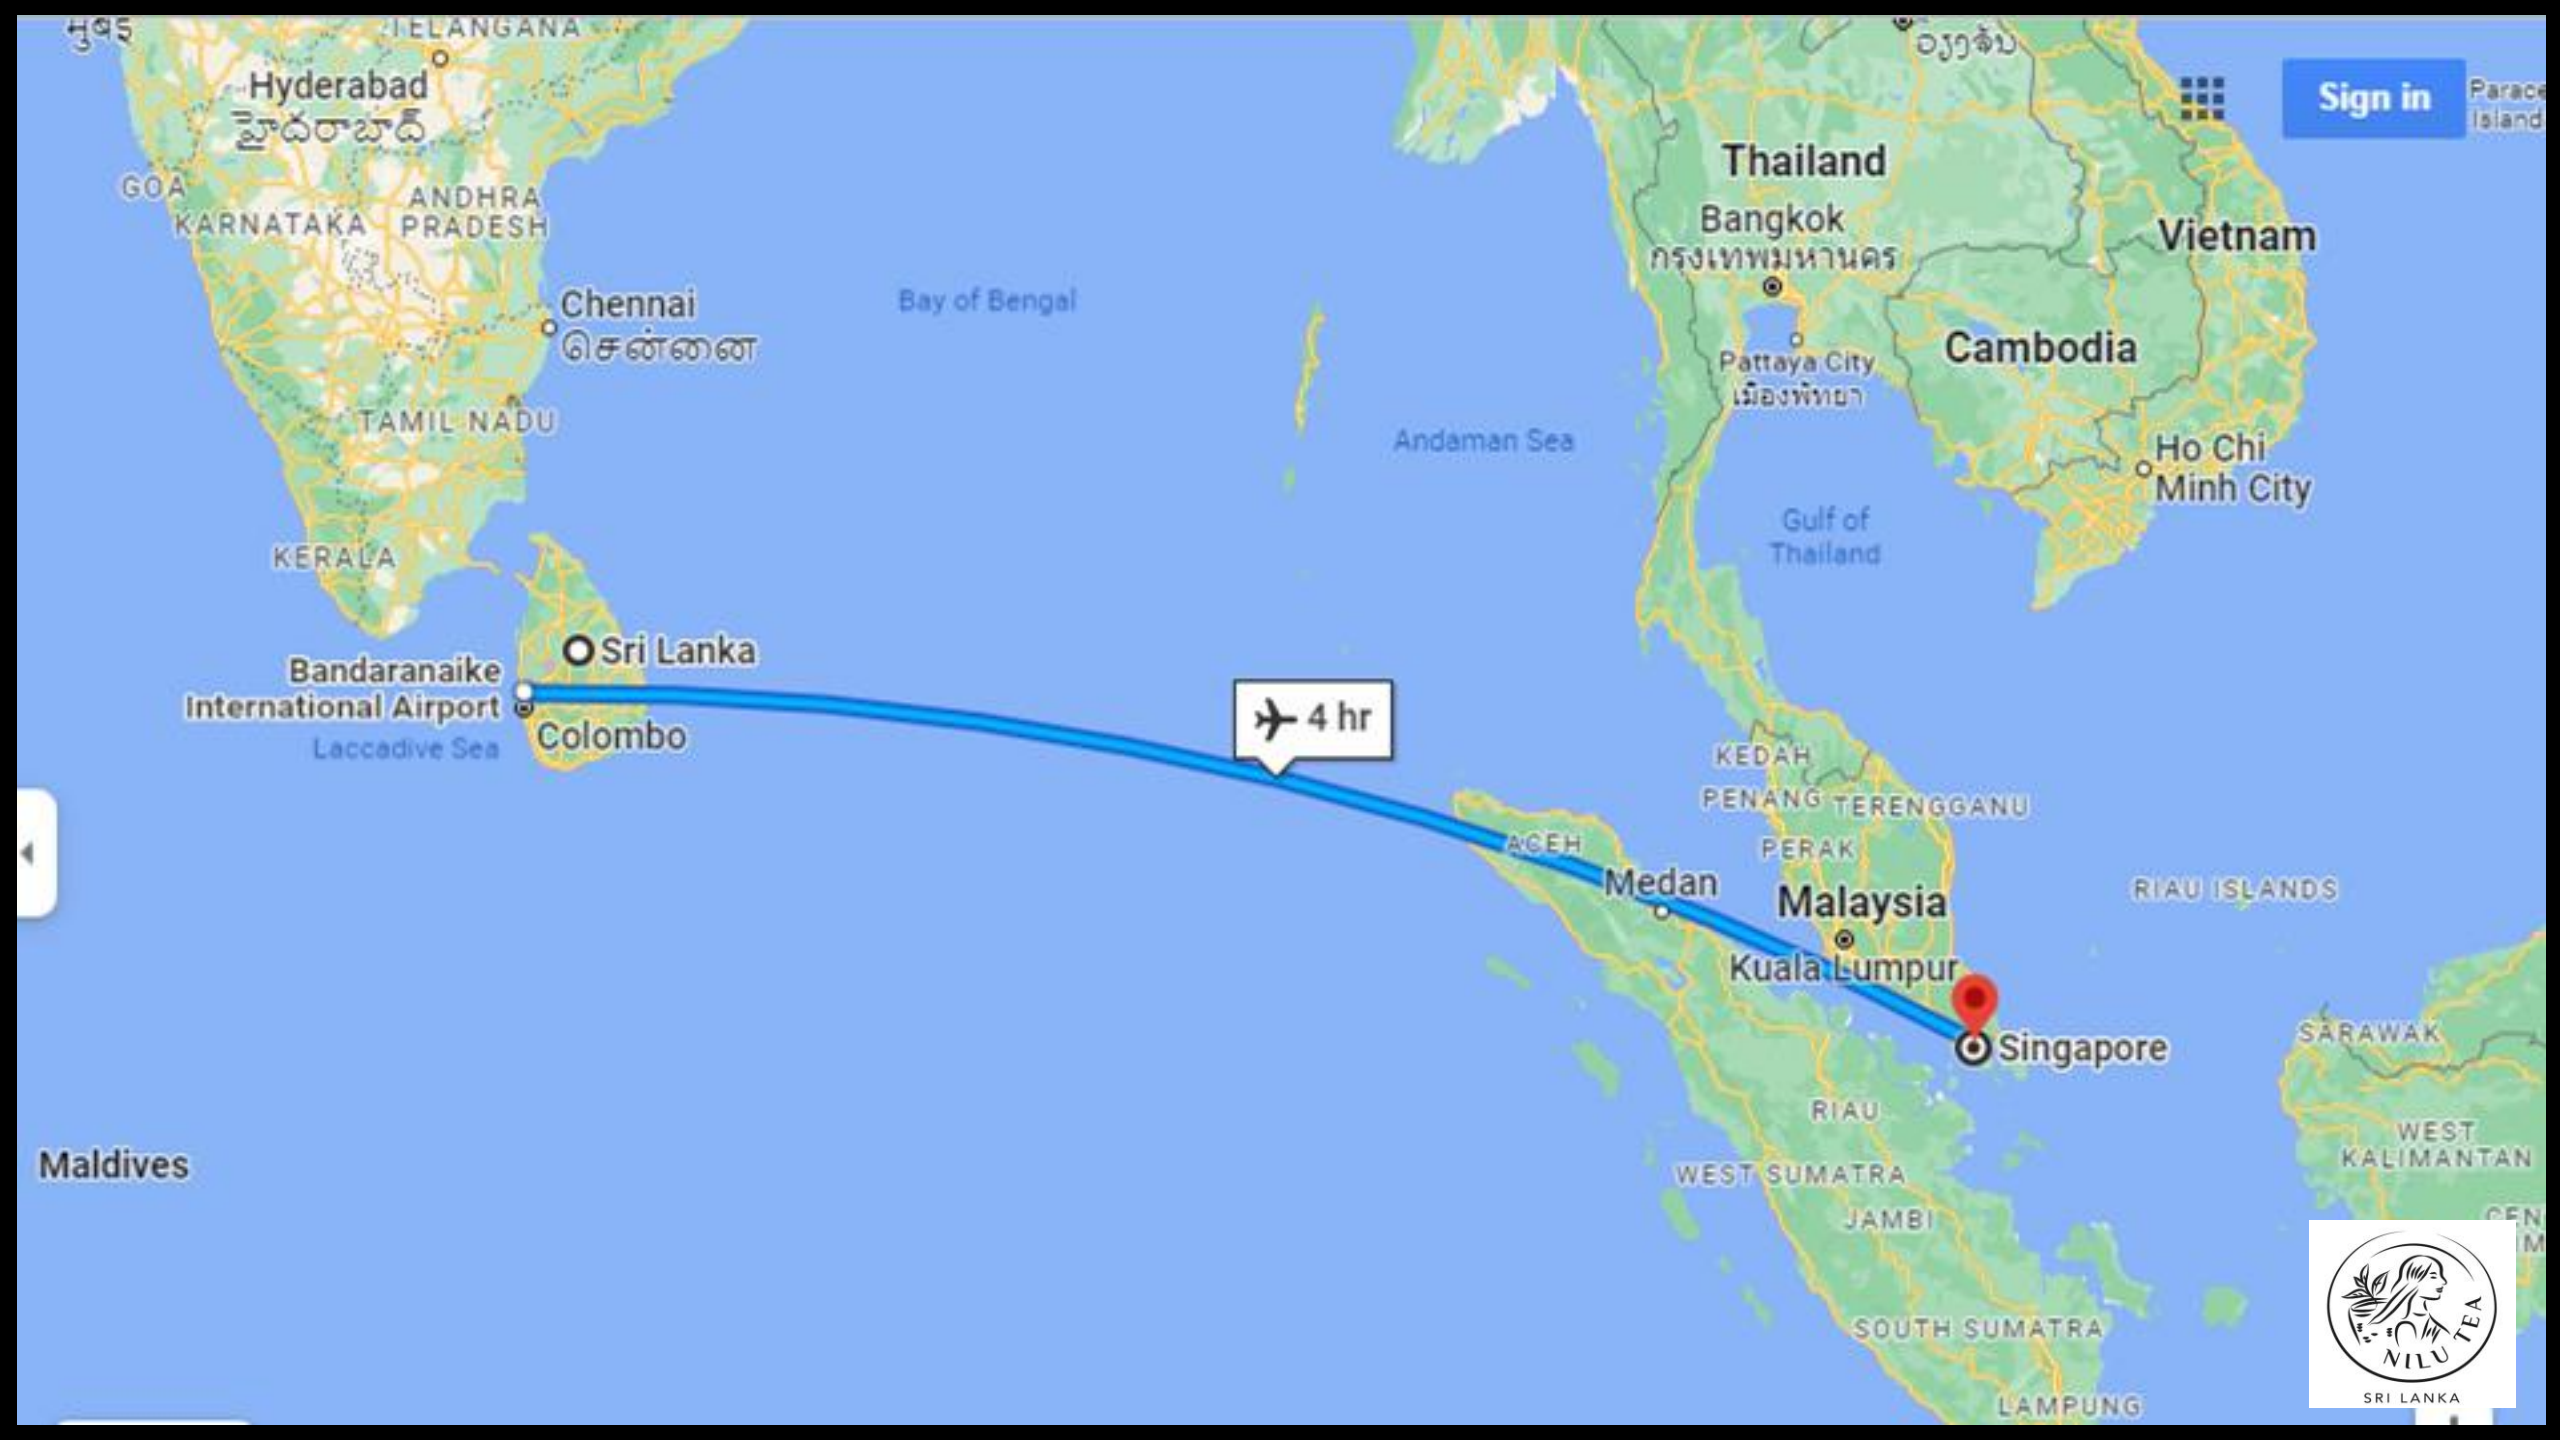 TELANGANA
Hyderabad
హైదరాబాద్
GOA
KARNATAKA
ANDHRA
PRADESH
Chennai
சென்னை
TAMIL NADU
KERALA
Bay of Bengal
Andaman Sea
Thailand
Bangkok
กรุงเทพมหานคร
Pattaya City
เมืองพัทยา
Cambodia
Vietnam
Ho Chi
Minh City
Gulf of
Thailand
Sign in
Sri Lanka
Bandaranaike
International Airport
Colombo
Laccadive Sea
4 hr
KEDAH
PENANG
TERENGGANU
PERAK
ACEH
Medan
Malaysia
Kuala Lumpur
RIAU ISLANDS
Singapore
SARAWAK
RIAU
WEST
KALIMANTAN
Maldives
WEST SUMATRA
JAMBI
SOUTH SUMATRA
LAMPUNG
NILU TEA
SRI LANKA